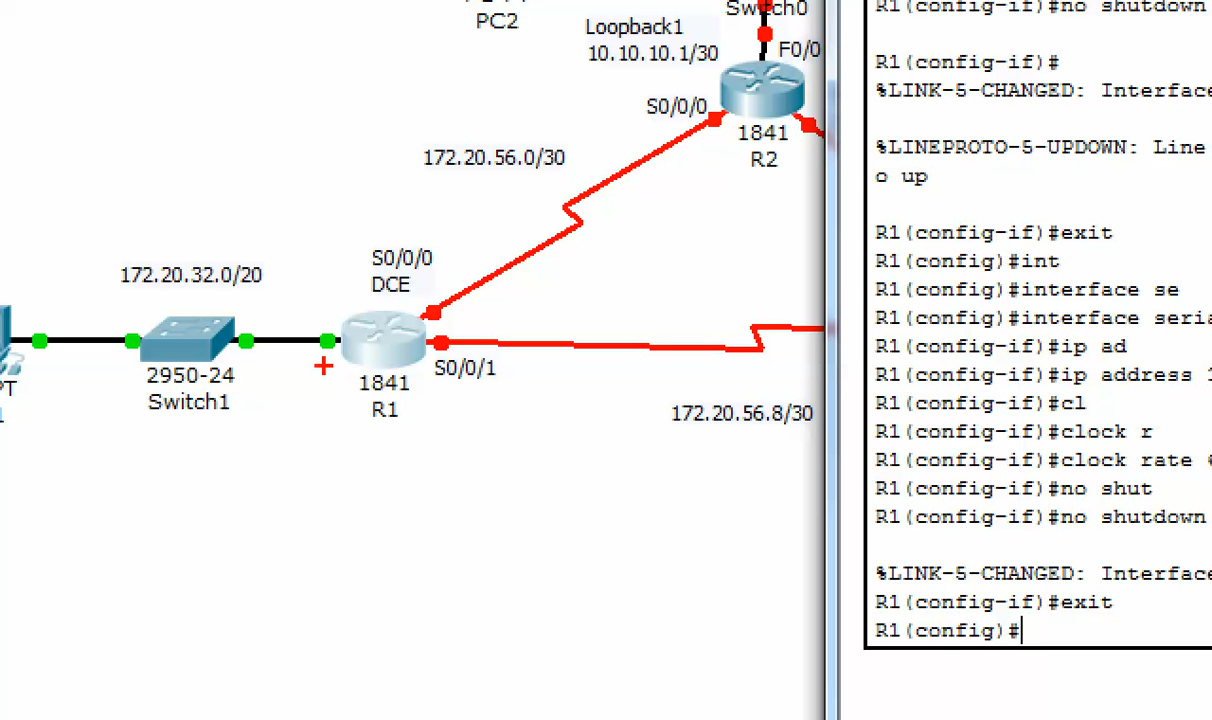 PC2
Switch0
Loopback1
10.10.10.1/30
F0/0
S0/0/0
1841
R2
172.20.56.0/30
S0/0/0
DCE
172.20.32.0/20
2950-24
Switch1
1841
R1
S0/0/1
172.20.56.8/30
PT
R1(config-if)#no shutdown
R1(config-if)#
%LINK-5-CHANGED: Interface
%LINEPROTO-5-UPDOWN: Line
o up
R1(config-if)#exit
R1(config)#int
R1(config)#interface se
R1(config)#interface seria
R1(config-if)#ip ad
R1(config-if)#ip address 1
R1(config-if)#cl
R1(config-if)#clock r
R1(config-if)#clock rate
R1(config-if)#no shut
R1(config-if)#no shutdown
%LINK-5-CHANGED: Interface
R1(config-if)#exit
R1(config)#